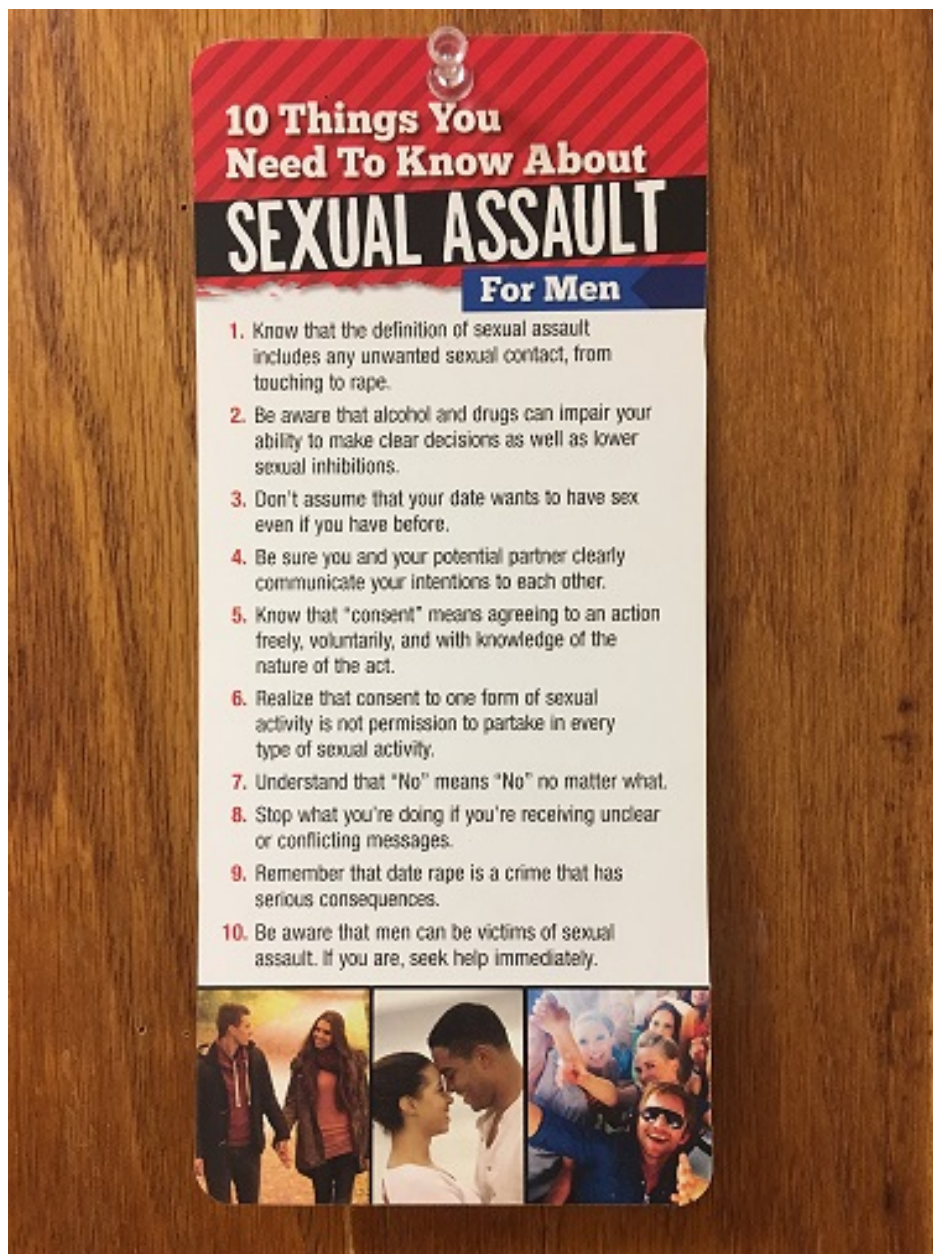 10 Things You
Need To Know About
SEXUAL ASSAULT
For Men
1. Know that the definition of sexual assault
includes any unwanted sexual contact, from
touching to rape.
2. Be aware that alcohol and drugs can impair your
ability to make clear decisions as well as lower
sexual inhibitions.
3. Don't assume that your date wants to have sex
even if you have before.
4. Be sure you and your potential partner clearly
communicate your intentions to each other.
5. Know that "consent" means agreeing to an action
freely, voluntarily, and with knowledge of the
nature of the act.
6. Realize that consent to one form of sexual
activity is not permission to partake in every
type of sexual activity.
7. Understand that "No" means "No" no matter what.
8. Stop what you're doing if you're receiving unclear
or conflicting messages.
9. Remember that date rape is a crime that has
serious consequences.
10. Be aware that men can be victims of sexual
assault. If you are, seek help immediately.